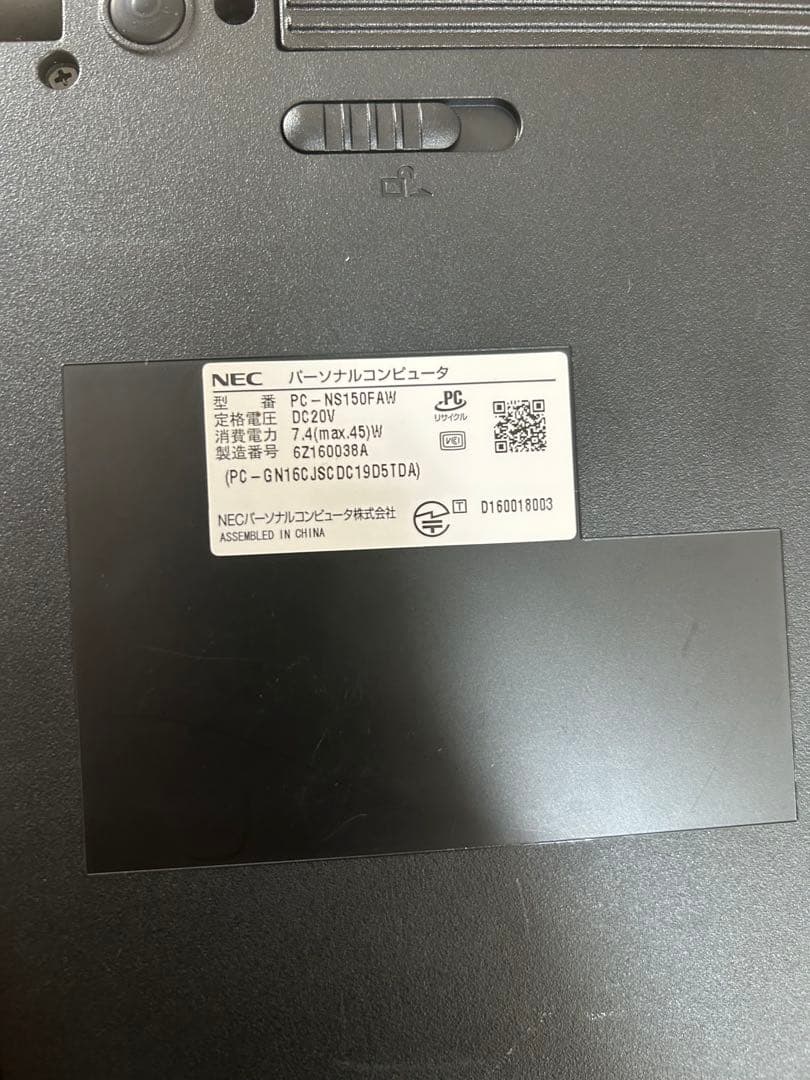 NEC パーソナルコンピュータ
型 番 PC-NS150FAW
定格電圧 DC20V
消費電力 7.4(max.45)W
製造番号 6Z160038A
(PC-GN16CJSCDC19D5TDA)
PC
リサイクル
VCCI
NECパーソナルコンピュータ株式会社
ASSEMBLED IN CHINA
T D160018003